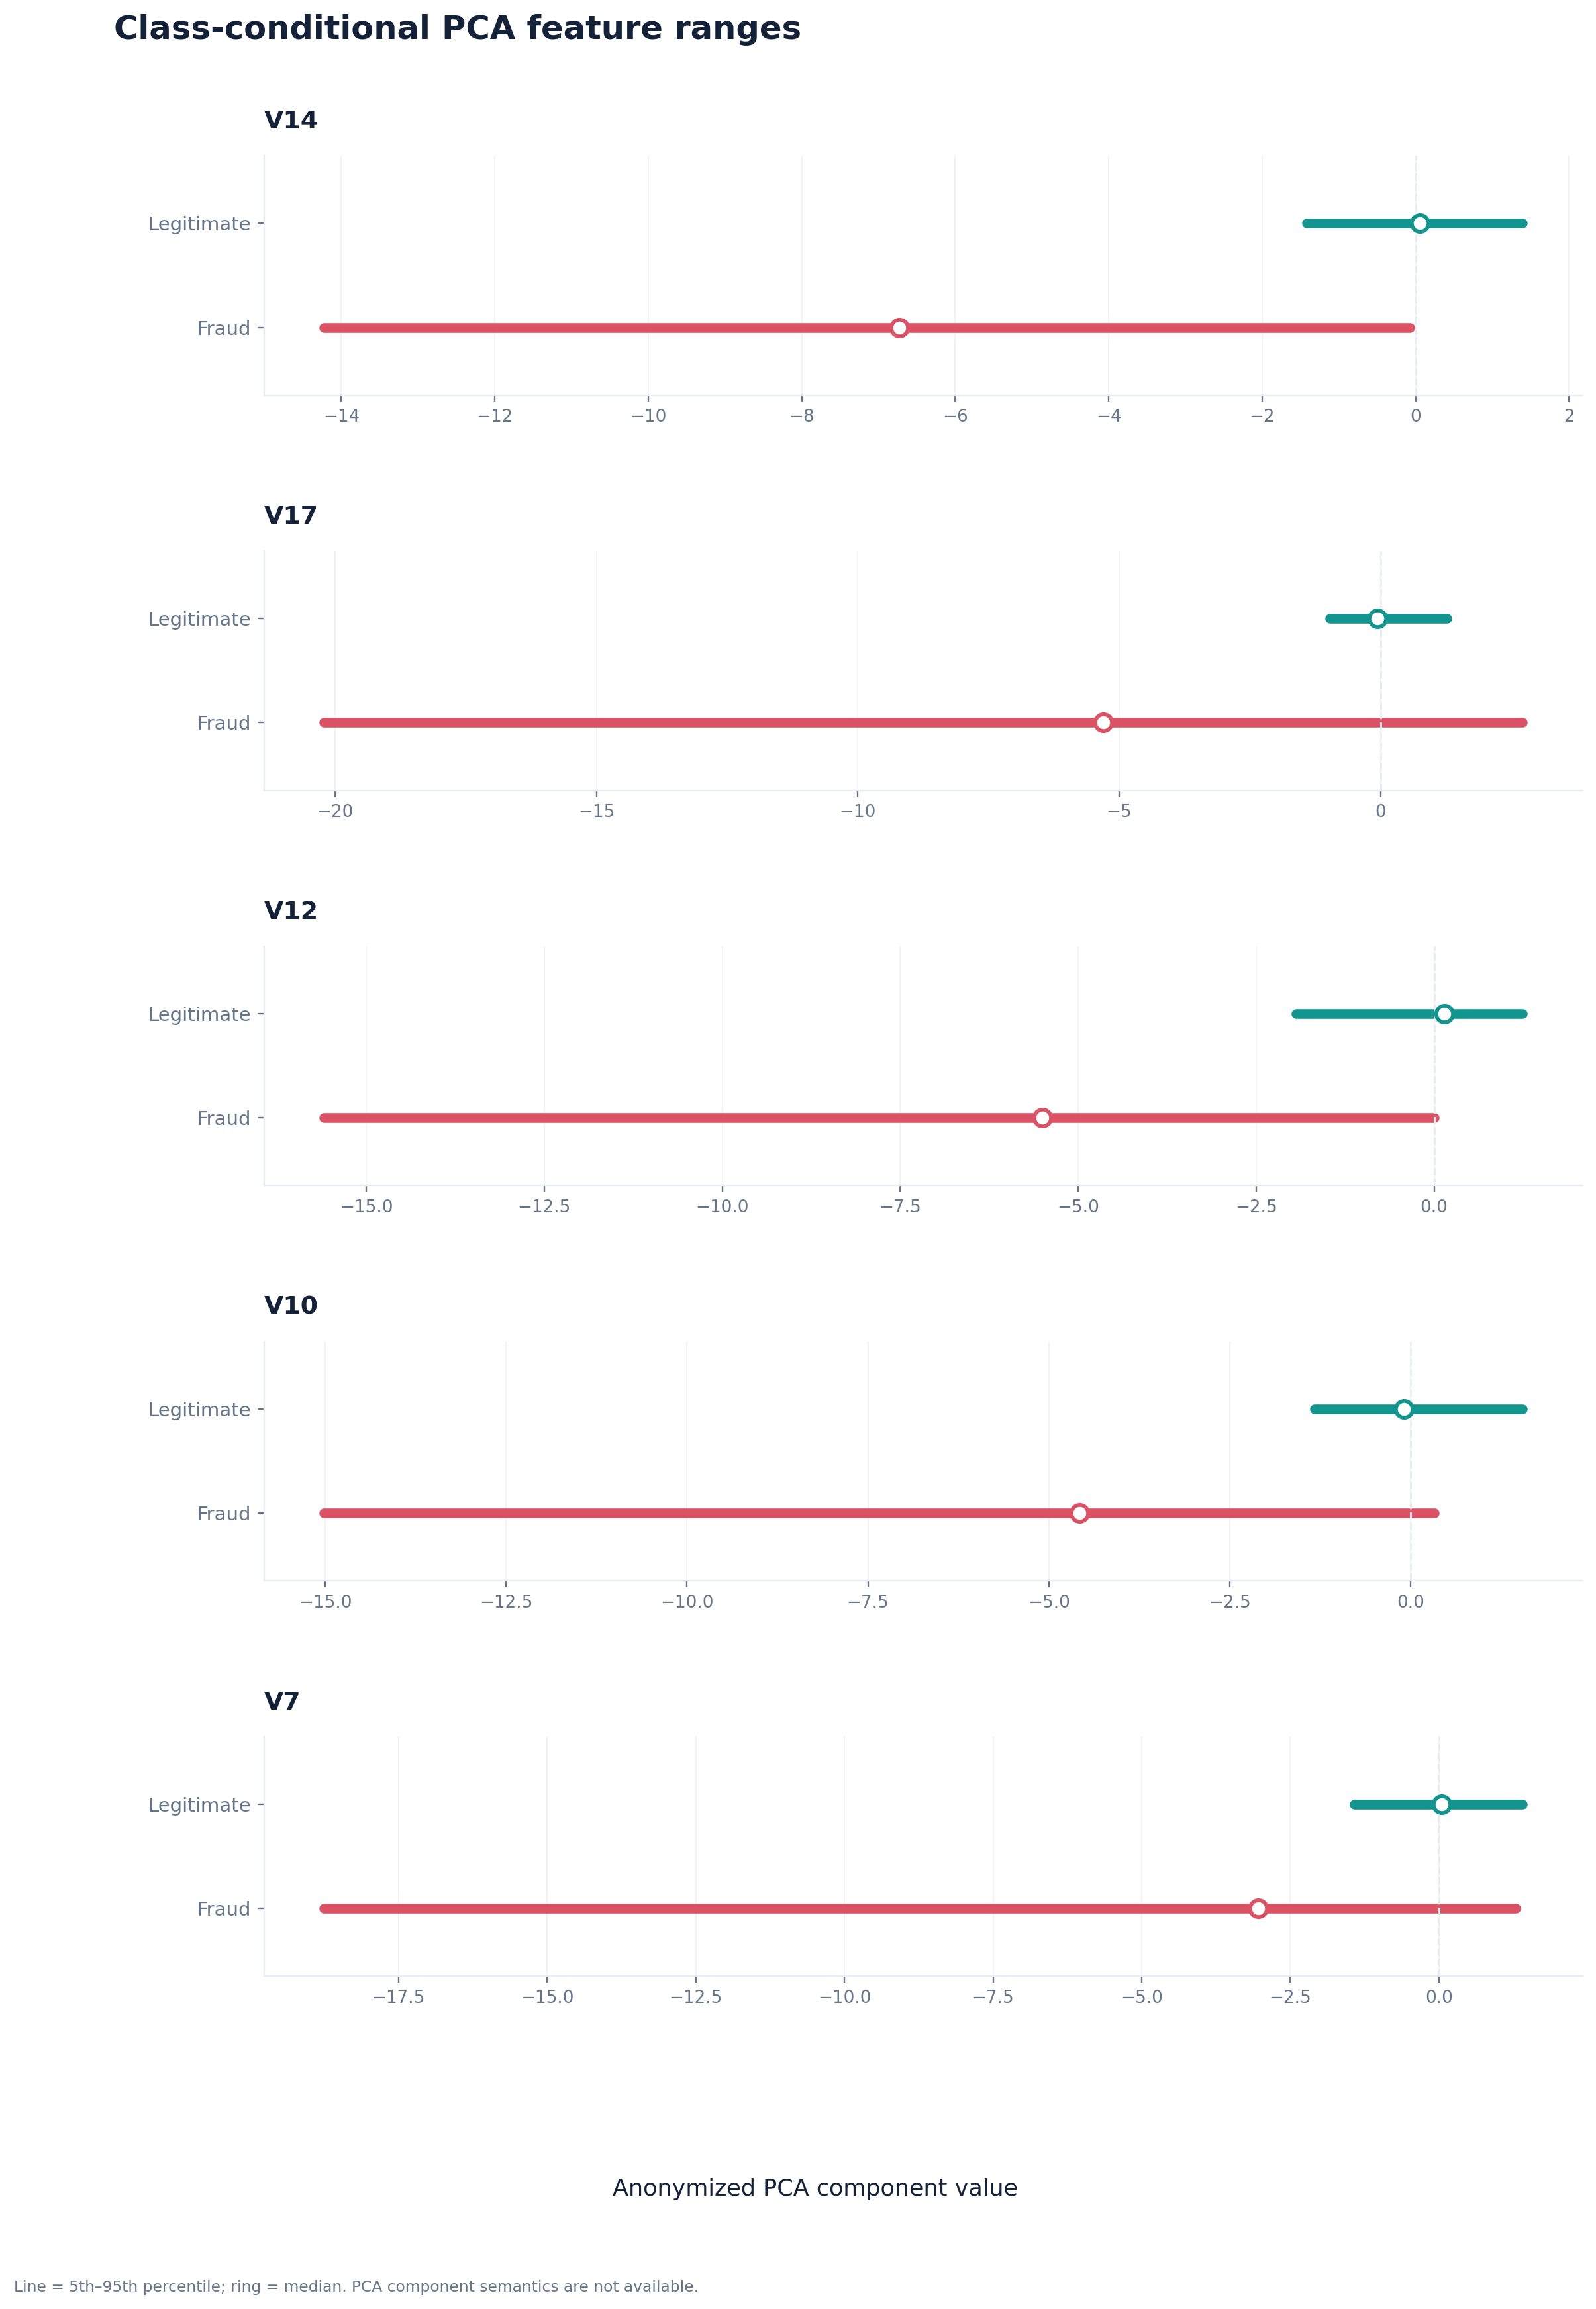 Class-conditional PCA feature ranges
V14
Legitimate
Fraud
−14 −12 −10 −8 −6 −4 −2 0 2
V17
Legitimate
Fraud
−20 −15 −10 −5 0
V12
Legitimate
Fraud
−15.0 −12.5 −10.0 −7.5 −5.0 −2.5 0.0
V10
Legitimate
Fraud
−15.0 −12.5 −10.0 −7.5 −5.0 −2.5 0.0
V7
Legitimate
Fraud
−17.5 −15.0 −12.5 −10.0 −7.5 −5.0 −2.5 0.0
Anonymized PCA component value
Line = 5th–95th percentile; ring = median. PCA component semantics are not available.